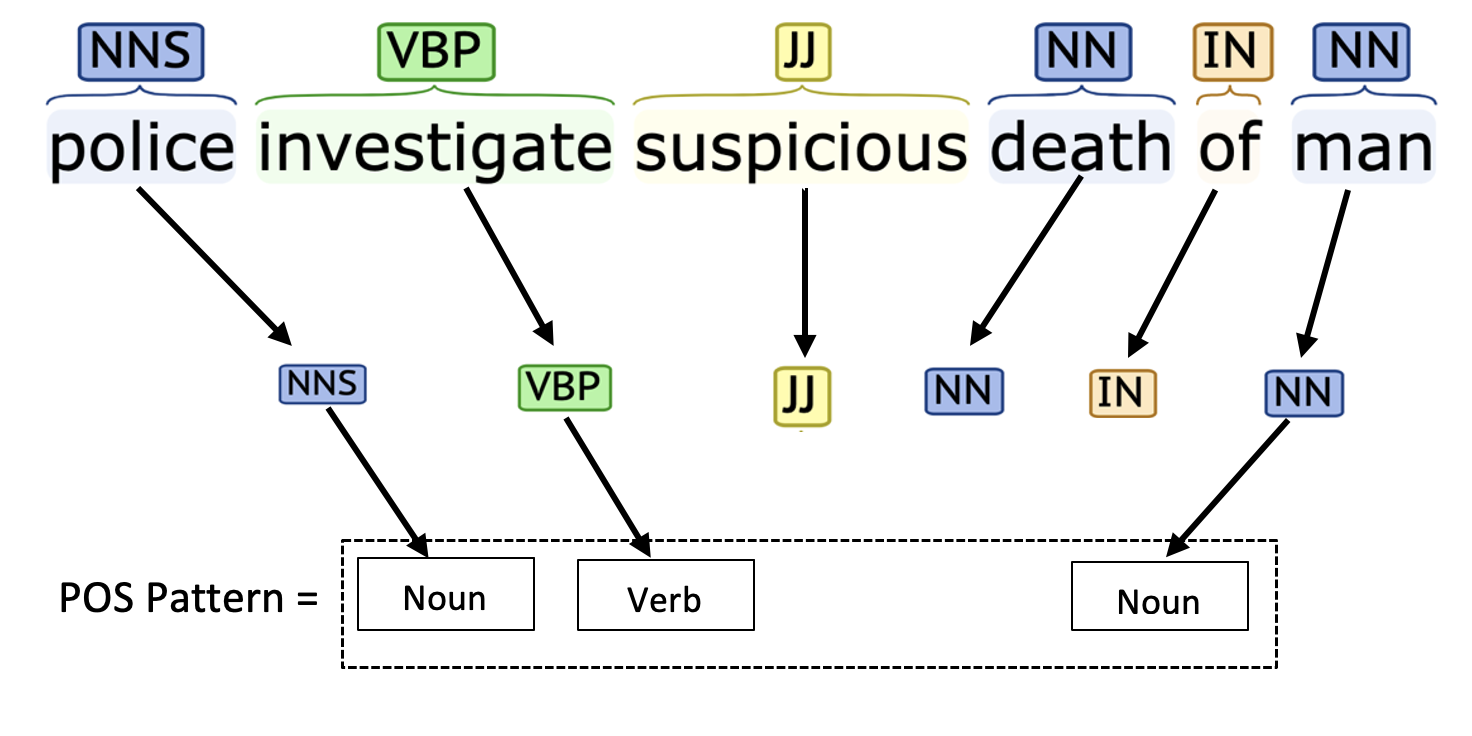 NNS VBP JJ NN IN NN
police investigate suspicious death of man
NNS VBP JJ NN IN NN
POS Pattern = Noun Verb Noun